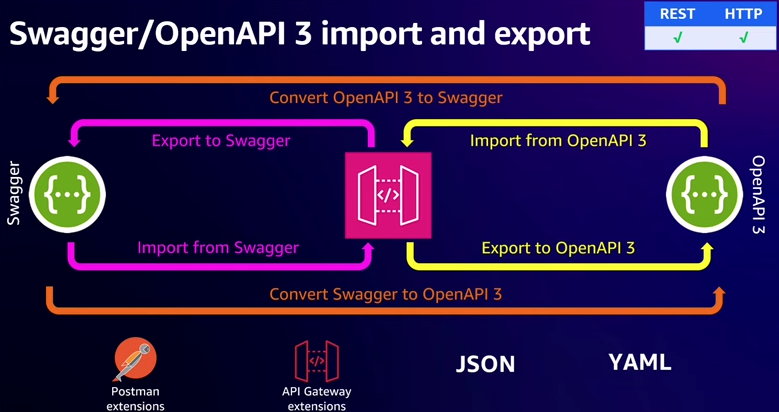 Swagger/OpenAPI 3 import and export
REST HTTP
√ √
Convert OpenAPI 3 to Swagger
Export to Swagger
Import from OpenAPI 3
Swagger
{···}
</>
{···}
OpenAPI 3
Import from Swagger
Export to OpenAPI 3
Convert Swagger to OpenAPI 3
Postman
extensions
</>
API Gateway
extensions
JSON
YAML